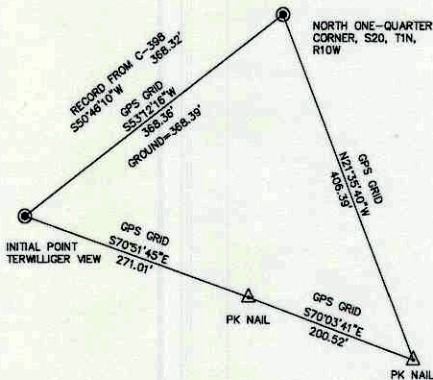 NORTH ONE-QUARTER
CORNER, S20, T1N,
R10W
RECORD FROM C-398
S50°46'10"W 368.32'
GPS GRID
S53°12'16"W
368.36'
GROUND=368.39'
GPS GRID
N21°35'40"W
406.39'
INITIAL POINT
TERWILLIGER VIEW
GPS GRID
S70°51'45"E
271.01'
PK NAIL
GPS GRID
S70°03'41"E
200.52'
PK NAIL